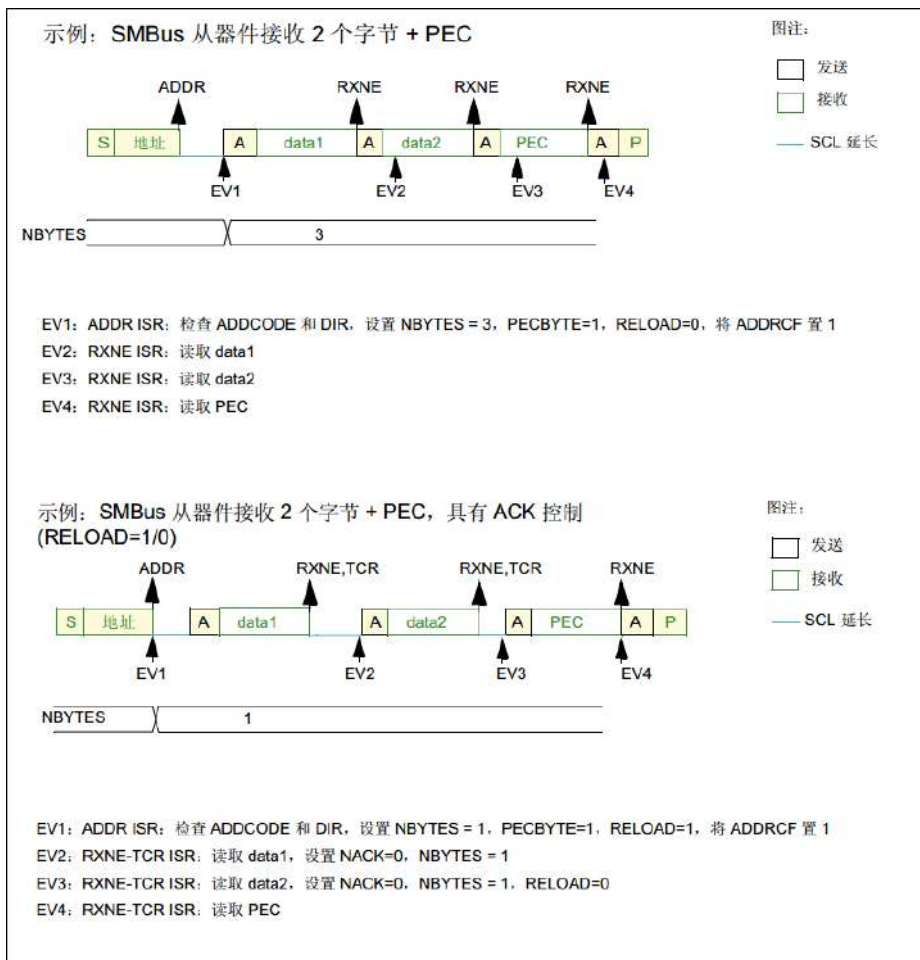 示例：SMBus 从器件接收 2 个字节 + PEC
图注：
发送
接收
SCL 延长
ADDR RXNE RXNE RXNE
S 地址 A data1 A data2 A PEC A P
EV1 EV2 EV3 EV4
NBYTES 3
EV1：ADDR ISR：检查 ADDCODE 和 DIR，设置 NBYTES = 3，PECBYTE=1，RELOAD=0，将 ADDRCF 置 1
EV2：RXNE ISR：读取 data1
EV3：RXNE ISR：读取 data2
EV4：RXNE ISR：读取 PEC
示例：SMBus 从器件接收 2 个字节 + PEC，具有 ACK 控制
(RELOAD=1/0)
图注：
发送
接收
SCL 延长
ADDR RXNE,TCR RXNE,TCR RXNE
S 地址 A data1 A data2 A PEC A P
EV1 EV2 EV3 EV4
NBYTES 1
EV1：ADDR ISR：检查 ADDCODE 和 DIR，设置 NBYTES = 1，PECBYTE=1，RELOAD=1，将 ADDRCF 置 1
EV2：RXNE-TCR ISR：读取 data1，设置 NACK=0，NBYTES = 1
EV3：RXNE-TCR ISR：读取 data2，设置 NACK=0，NBYTES = 1，RELOAD=0
EV4：RXNE-TCR ISR：读取 PEC